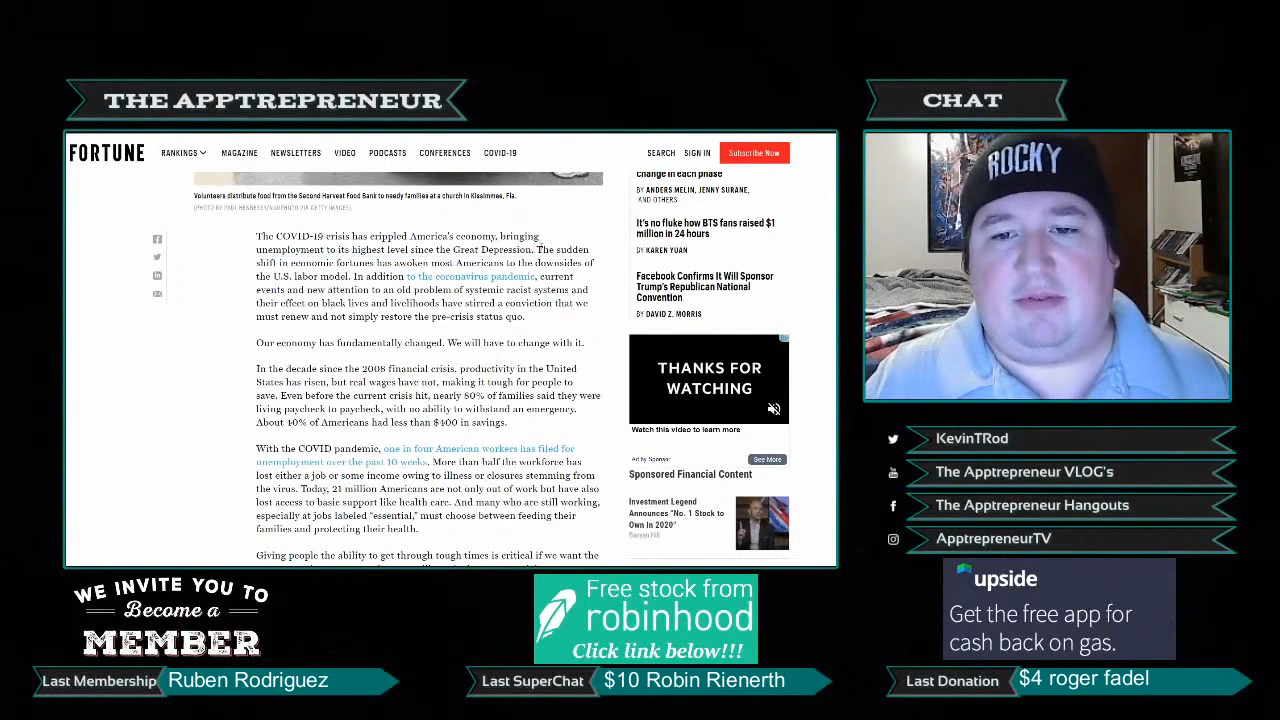 THE APPTREPRENEUR
CHAT
FORTUNE
RANKINGS
MAGAZINE
NEWSLETTERS
VIDEO
PODCASTS
CONFERENCES
COVID-19
SEARCH
SIGN IN
Subscribe Now
Volunteers distribute food from the Second Harvest Food Bank to needy families at a church in Kissimmee, Fla.
(PHOTO BY PAUL HENNESSY/NURPHOTO VIA GETTY IMAGES)
The COVID-19 crisis has crippled America's economy, bringing
unemployment to its highest level since the Great Depression. The sudden
shift in economic fortunes has awoken most Americans to the downsides of
the U.S. labor model. In addition to the coronavirus pandemic, current
events and new attention to an old problem of systemic racist systems and
their effect on black lives and livelihoods have stirred a conviction that we
must renew and not simply restore the pre-crisis status quo.
Our economy has fundamentally changed. We will have to change with it.
In the decade since the 2008 financial crisis, productivity in the United
States has risen, but real wages have not, making it tough for people to
save. Even before the current crisis hit, nearly 80% of families said they were
living paycheck to paycheck, with no ability to withstand an emergency.
About 40% of Americans had less than $400 in savings.
With the COVID pandemic, one in four American workers has filed for
unemployment over the past 10 weeks. More than half the workforce has
lost either a job or some income owing to illness or closures stemming from
the virus. Today, 21 million Americans are not only out of work but have also
lost access to basic support like health care. And many who are still working,
especially at jobs labeled "essential," must choose between feeding their
families and protecting their health.
Giving people the ability to get through tough times is critical if we want the
change in each phase
BY ANDERS MELIN, JENNY SURANE,
AND OTHERS
It's no fluke how BTS fans raised $1
million in 24 hours
BY KAREN YUAN
Facebook Confirms It Will Sponsor
Trump's Republican National
Convention
BY DAVID Z. MORRIS
THANKS FOR
WATCHING
Watch this video to learn more
Ad by Sponsor
See More
Sponsored Financial Content
Investment Legend
Announces "No. 1 Stock to
Own In 2020"
Banyan Hill
ROCKY
KevinTRod
The Apptrepreneur VLOG's
The Apptrepreneur Hangouts
ApptrepreneurTV
WE INVITE YOU TO
Become a
MEMBER
Free stock from
robinhood
Click link below!!!
upside
Get the free app for
cash back on gas.
Last Membership
Ruben Rodriguez
Last SuperChat
$10 Robin Rienerth
Last Donation
$4 roger fadel